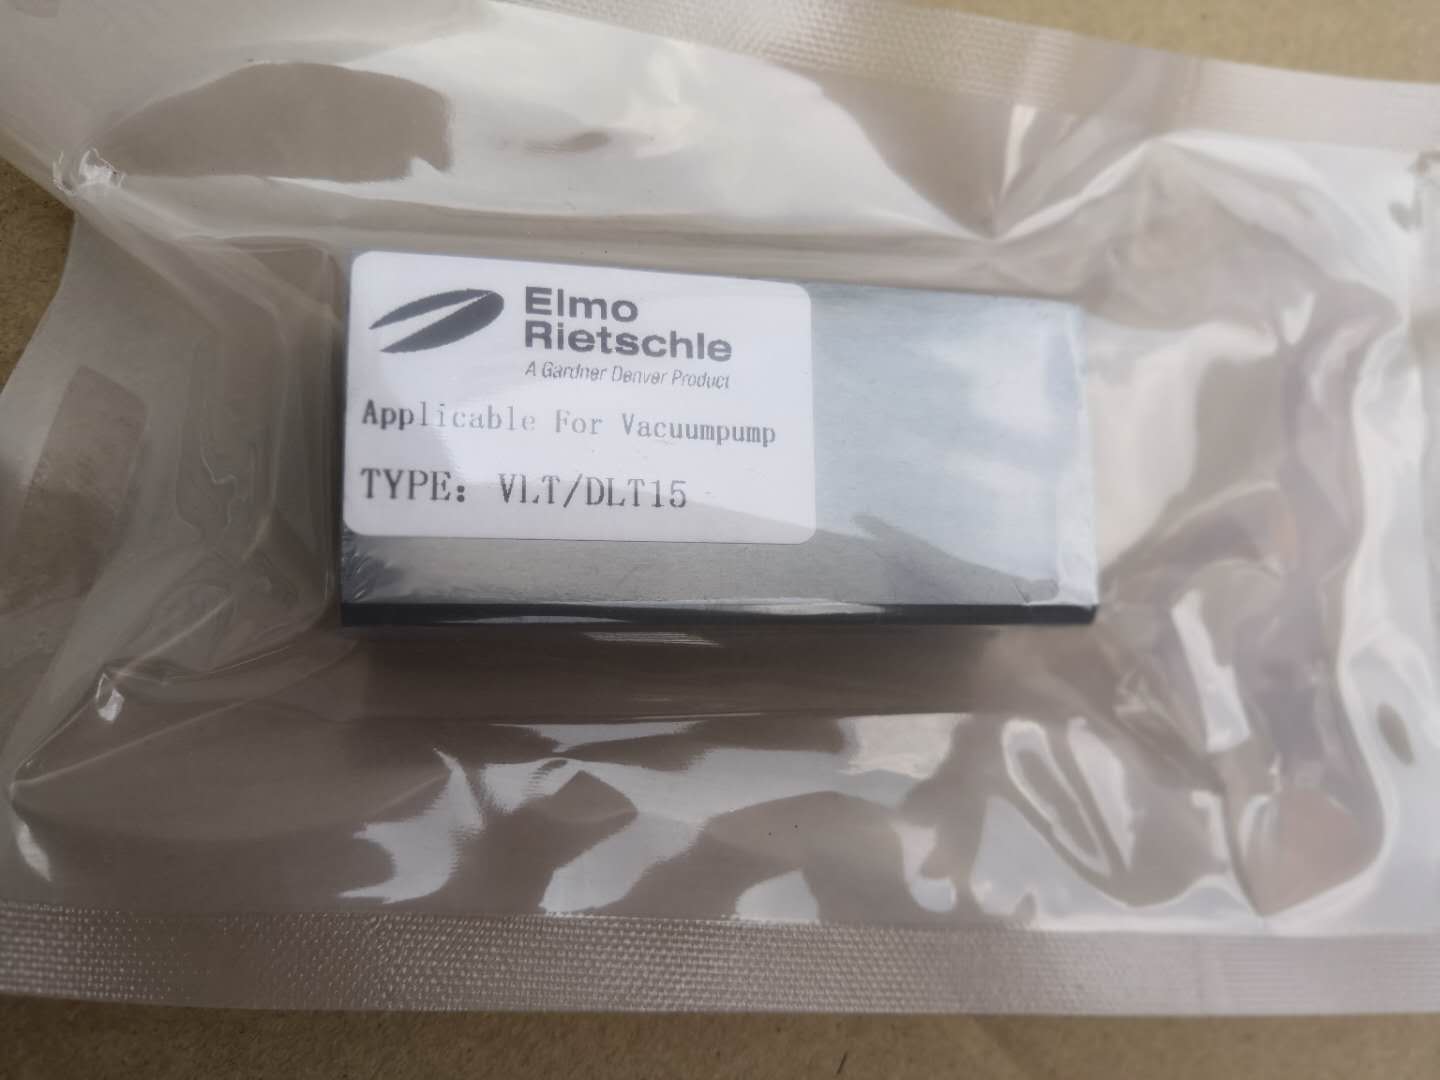 Elmo
Rietschle
A Gardner Denver Product
Applicable For Vacuumpump
TYPE: VLT/DLT15